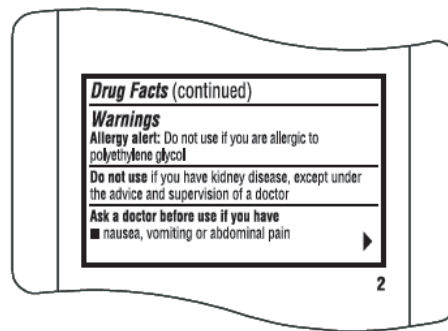 Drug Facts (continued)
Warnings
Allergy alert: Do not use if you are allergic to
polyethylene glycol
Do not use if you have kidney disease, except under
the advice and supervision of a doctor
Ask a doctor before use if you have
■ nausea, vomiting or abdominal pain
2